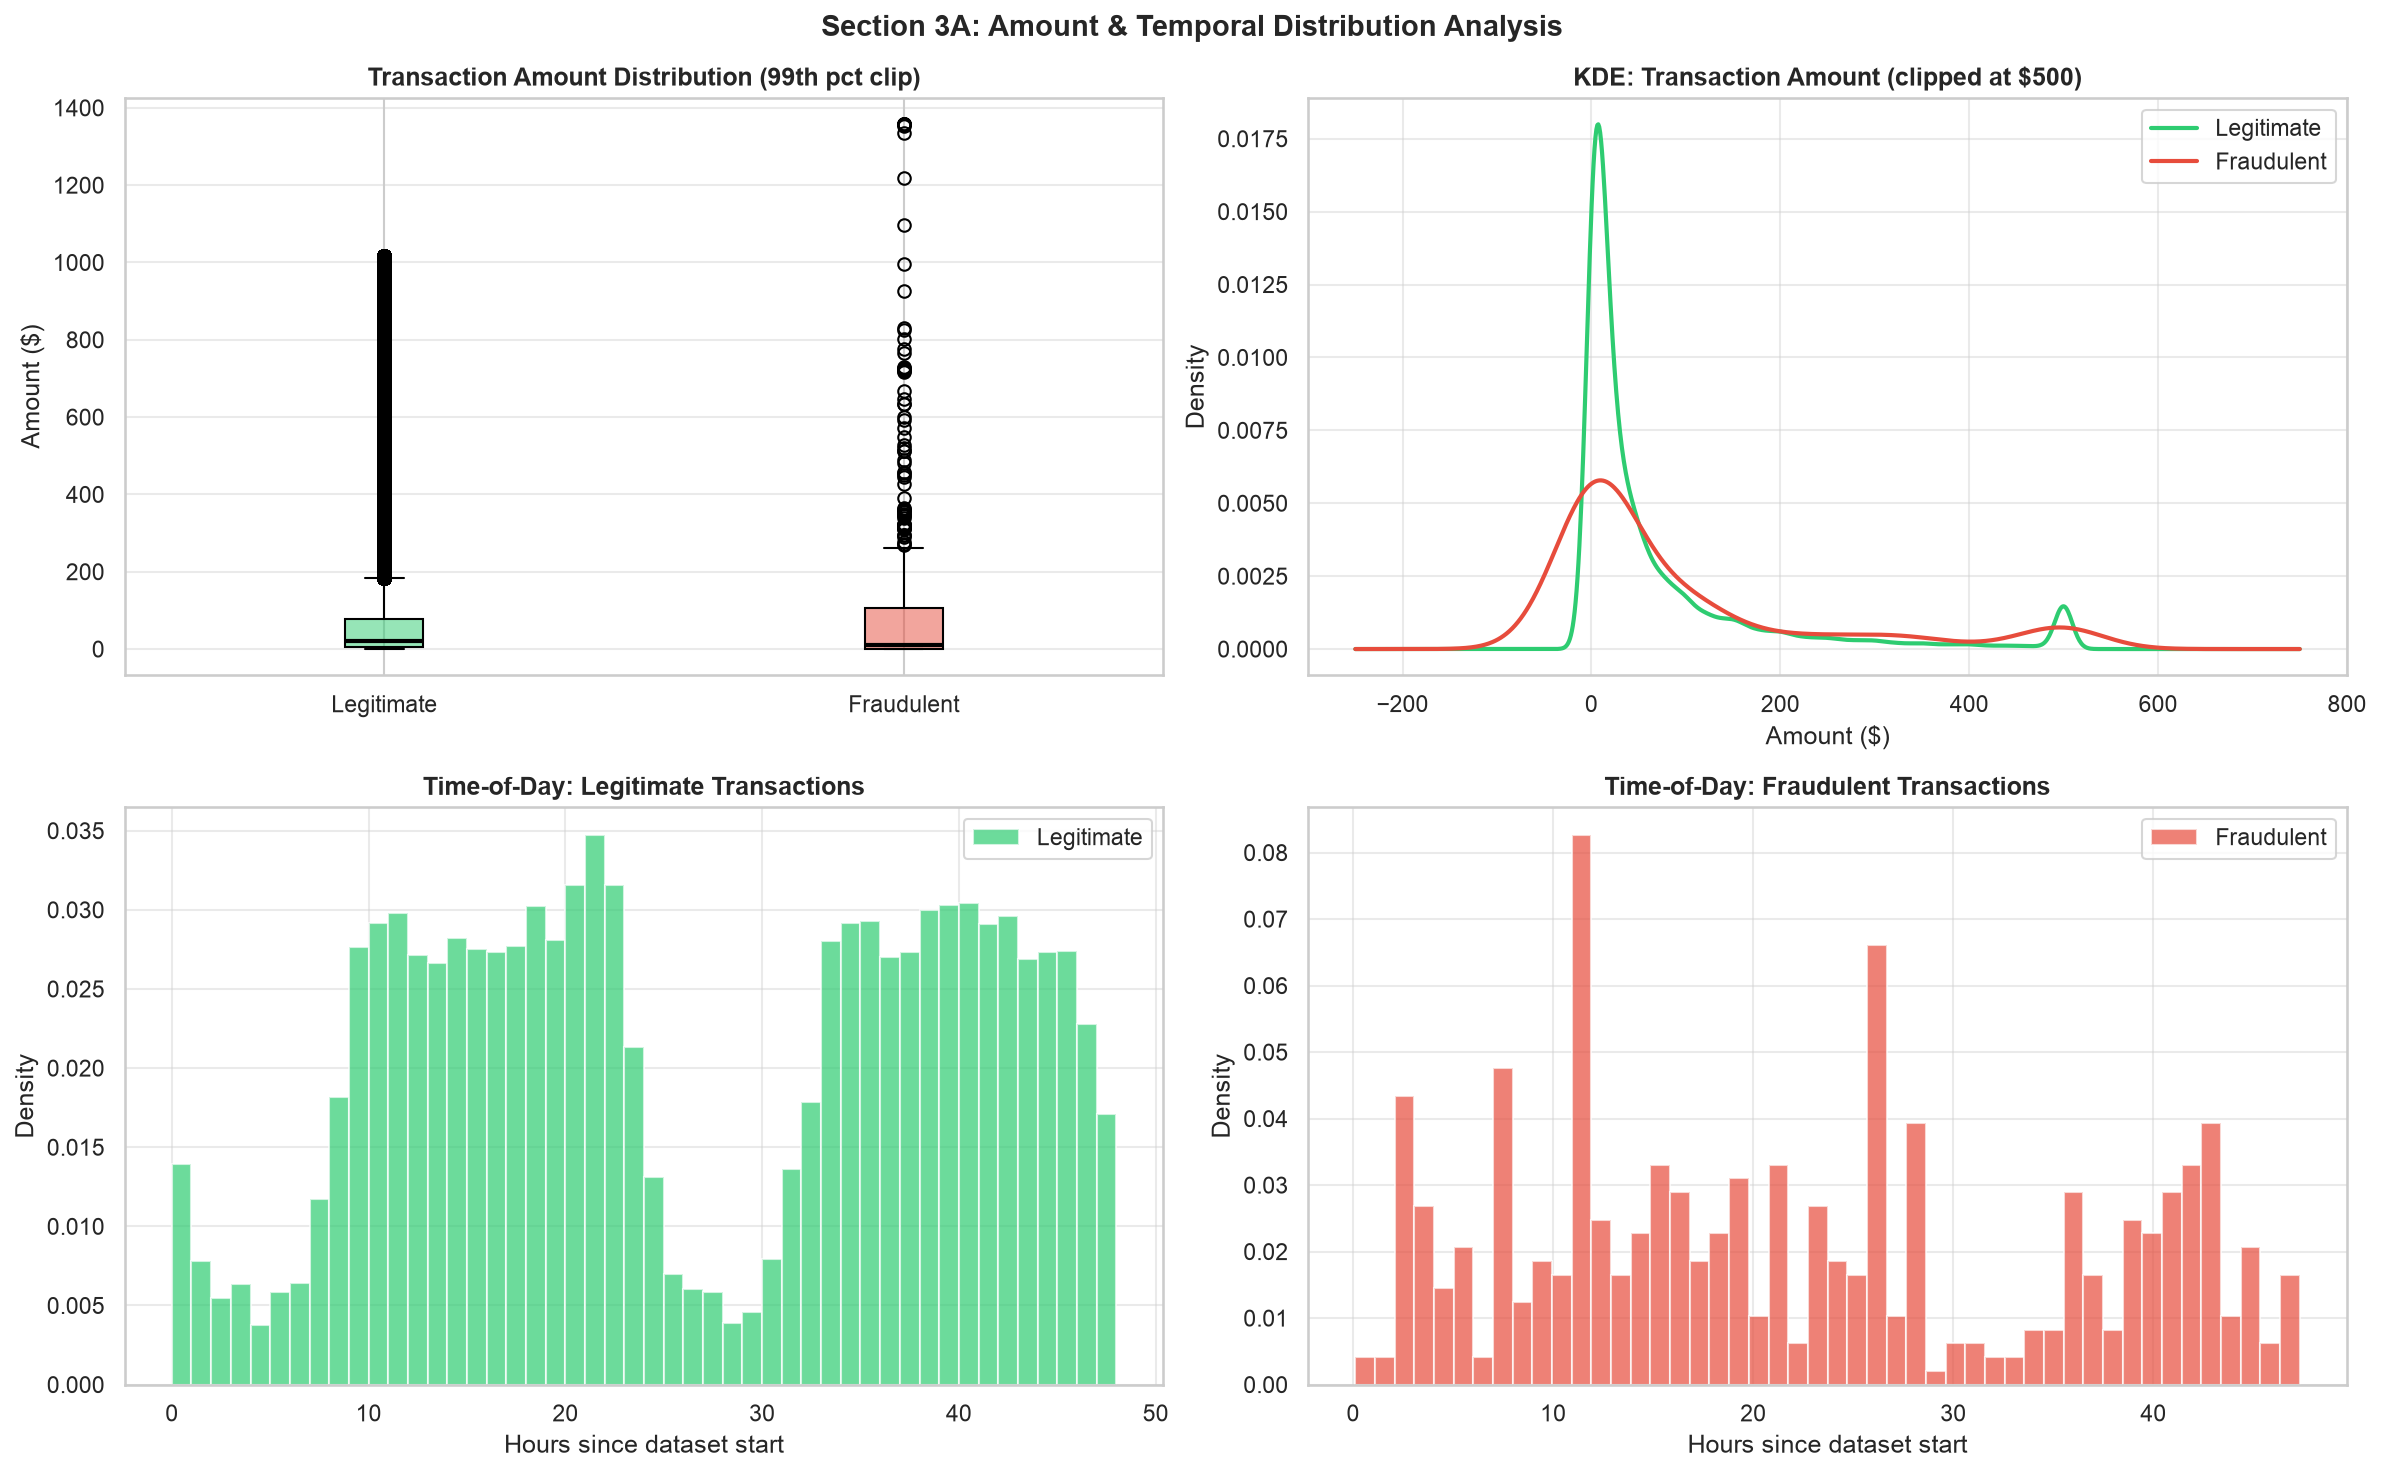 Section 3A: Amount & Temporal Distribution Analysis
Transaction Amount Distribution (99th pct clip)
1400
1200
1000
800
600
400
200
0
Amount ($)
Legitimate
Fraudulent
KDE: Transaction Amount (clipped at $500)
Legitimate
Fraudulent
0.0175
0.0150
0.0125
0.0100
0.0075
0.0050
0.0025
0.0000
Density
−200
0
200
400
600
800
Amount ($)
Time-of-Day: Legitimate Transactions
Legitimate
0.035
0.030
0.025
0.020
0.015
0.010
0.005
0.000
Density
0
10
20
30
40
50
Hours since dataset start
Time-of-Day: Fraudulent Transactions
Fraudulent
0.08
0.07
0.06
0.05
0.04
0.03
0.02
0.01
0.00
Density
0
10
20
30
40
Hours since dataset start